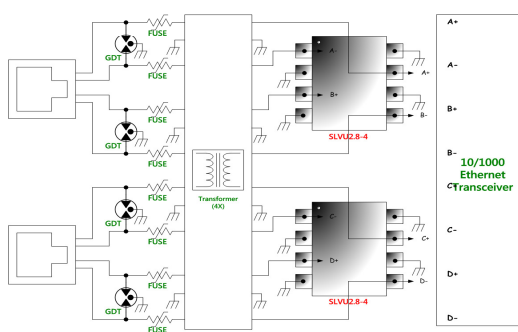 FUSE
GDT
FUSE
FUSE
GDT
FUSE
FUSE
GDT
FUSE
FUSE
GDT
FUSE
Transformer
(4X)
A-
A+
B+
B-
SLVU2.8-4
C-
C+
D+
D-
SLVU2.8-4
A+
A-
B+
B-
C+
C-
D+
D-
10/1000
Ethernet
Transceiver